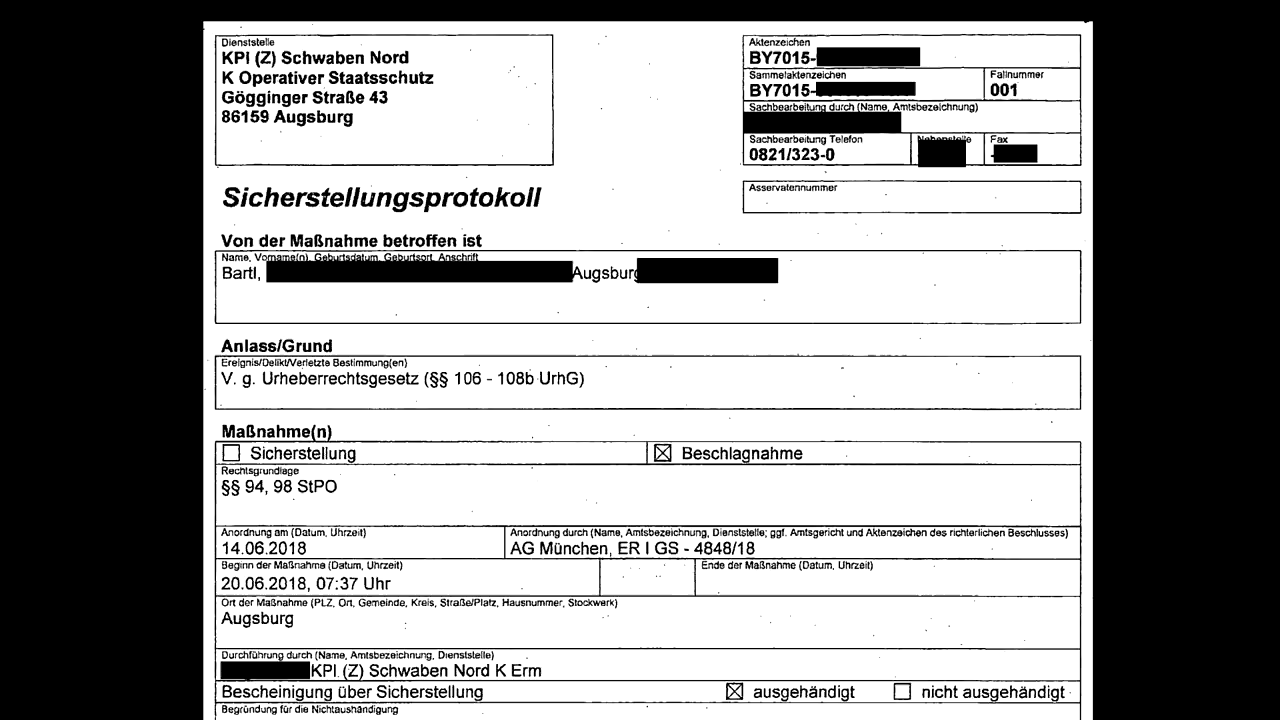 Dienststelle
KPI (Z) Schwaben Nord
K Operativer Staatsschutz
Gögginger Straße 43
86159 Augsburg
Aktenzeichen
BY7015-
Sammelaktenzeichen
BY7015-
Fallnummer
001
Sachbearbeitung durch (Name, Amtsbezeichnung)
Sachbearbeitung Telefon
0821/323-0
Nebenstelle
Fax
-
Sicherstellungsprotokoll
Asservatennummer
Von der Maßnahme betroffen ist
Name, Vorname(n), Geburtsdatum, Geburtsort, Anschrift
Bartl, Augsburg
Anlass/Grund
Ereignis/Delikt/Verletzte Bestimmung(en)
V. g. Urheberrechtsgesetz (§§ 106 - 108b UrhG)
Maßnahme(n)
Sicherstellung
Beschlagnahme
Rechtsgrundlage
§§ 94, 98 StPO
Anordnung am (Datum, Uhrzeit)
14.06.2018
Anordnung durch (Name, Amtsbezeichnung, Dienststelle; ggf. Amtsgericht und Aktenzeichen des richterlichen Beschlusses)
AG München, ER I GS - 4848/18
Beginn der Maßnahme (Datum, Uhrzeit)
20.06.2018, 07:37 Uhr
Ende der Maßnahme (Datum, Uhrzeit)
Ort der Maßnahme (PLZ, Ort, Gemeinde, Kreis, Straße/Platz, Hausnummer, Stockwerk)
Augsburg
Durchführung durch (Name, Amtsbezeichnung, Dienststelle)
KPI (Z) Schwaben Nord K Erm
Bescheinigung über Sicherstellung
ausgehändigt
nicht ausgehändigt
Begründung für die Nichtaushändigung